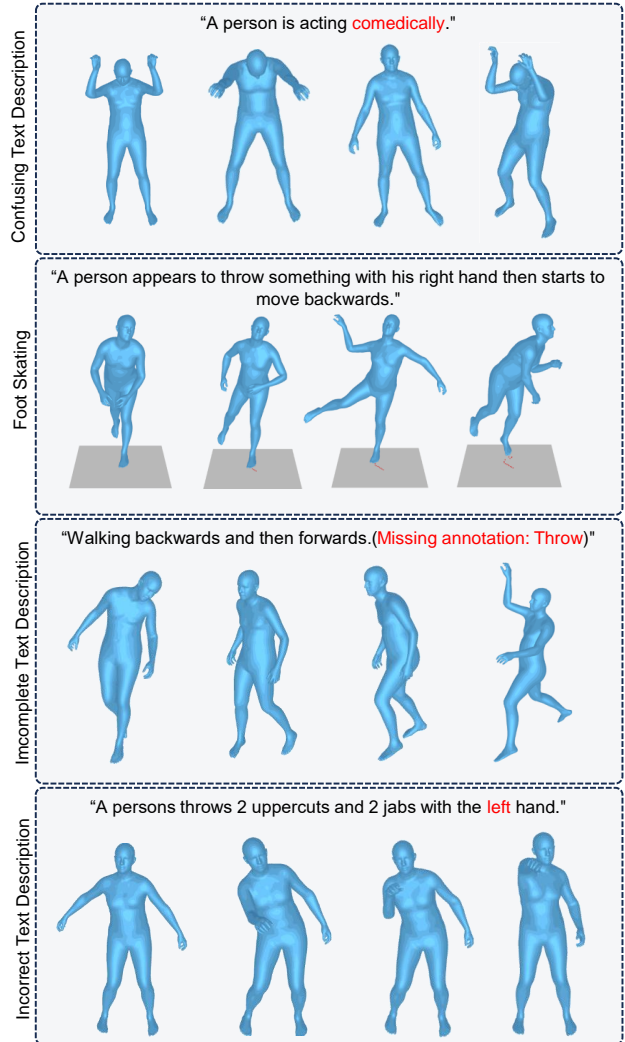 Confusing Text Description
“A person is acting comedically."
Foot Skating
“A person appears to throw something with his right hand then starts to
move backwards."
Imcomplete Text Description
“Walking backwards and then forwards.(Missing annotation: Throw)"
Incorrect Text Description
“A persons throws 2 uppercuts and 2 jabs with the left hand."